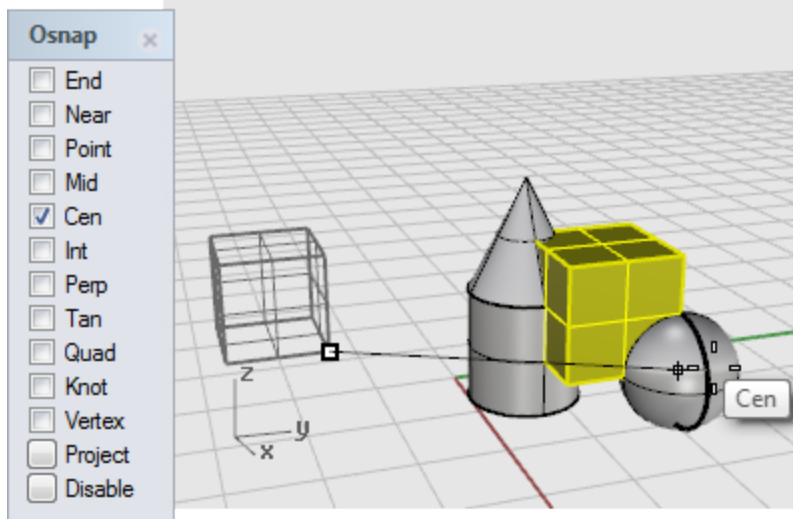 Osnap
End
Near
Point
Mid
Cen
Int
Perp
Tan
Quad
Knot
Vertex
Project
Disable
z
y
x
Cen